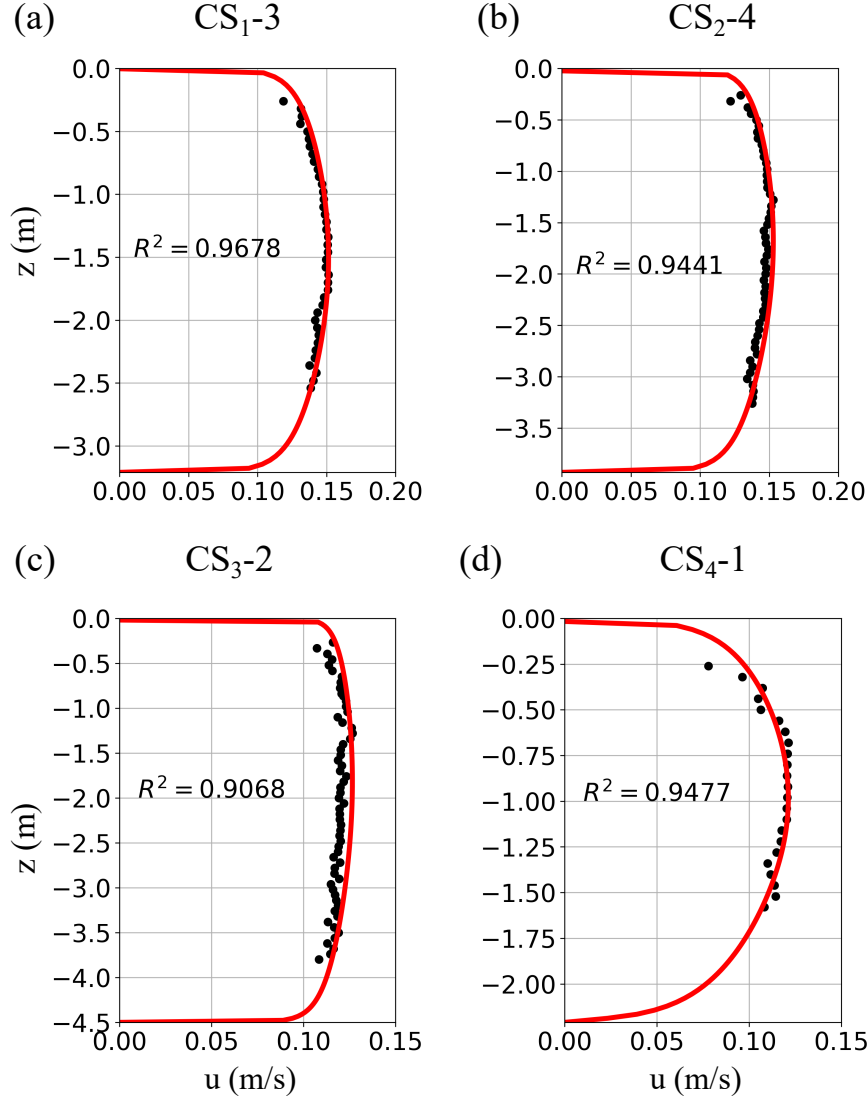 (a) CS₁-3
0.0
−0.5
−1.0
−1.5
−2.0
−2.5
−3.0
z (m)
R² = 0.9678
0.00 0.05 0.10 0.15 0.20
(b) CS₂-4
0.0
−0.5
−1.0
−1.5
−2.0
−2.5
−3.0
−3.5
R² = 0.9441
0.00 0.05 0.10 0.15 0.20
(c) CS₃-2
0.0
−0.5
−1.0
−1.5
−2.0
−2.5
−3.0
−3.5
−4.0
−4.5
z (m)
R² = 0.9068
0.00 0.05 0.10 0.15
u (m/s)
(d) CS₄-1
0.00
−0.25
−0.50
−0.75
−1.00
−1.25
−1.50
−1.75
−2.00
R² = 0.9477
0.00 0.05 0.10 0.15
u (m/s)